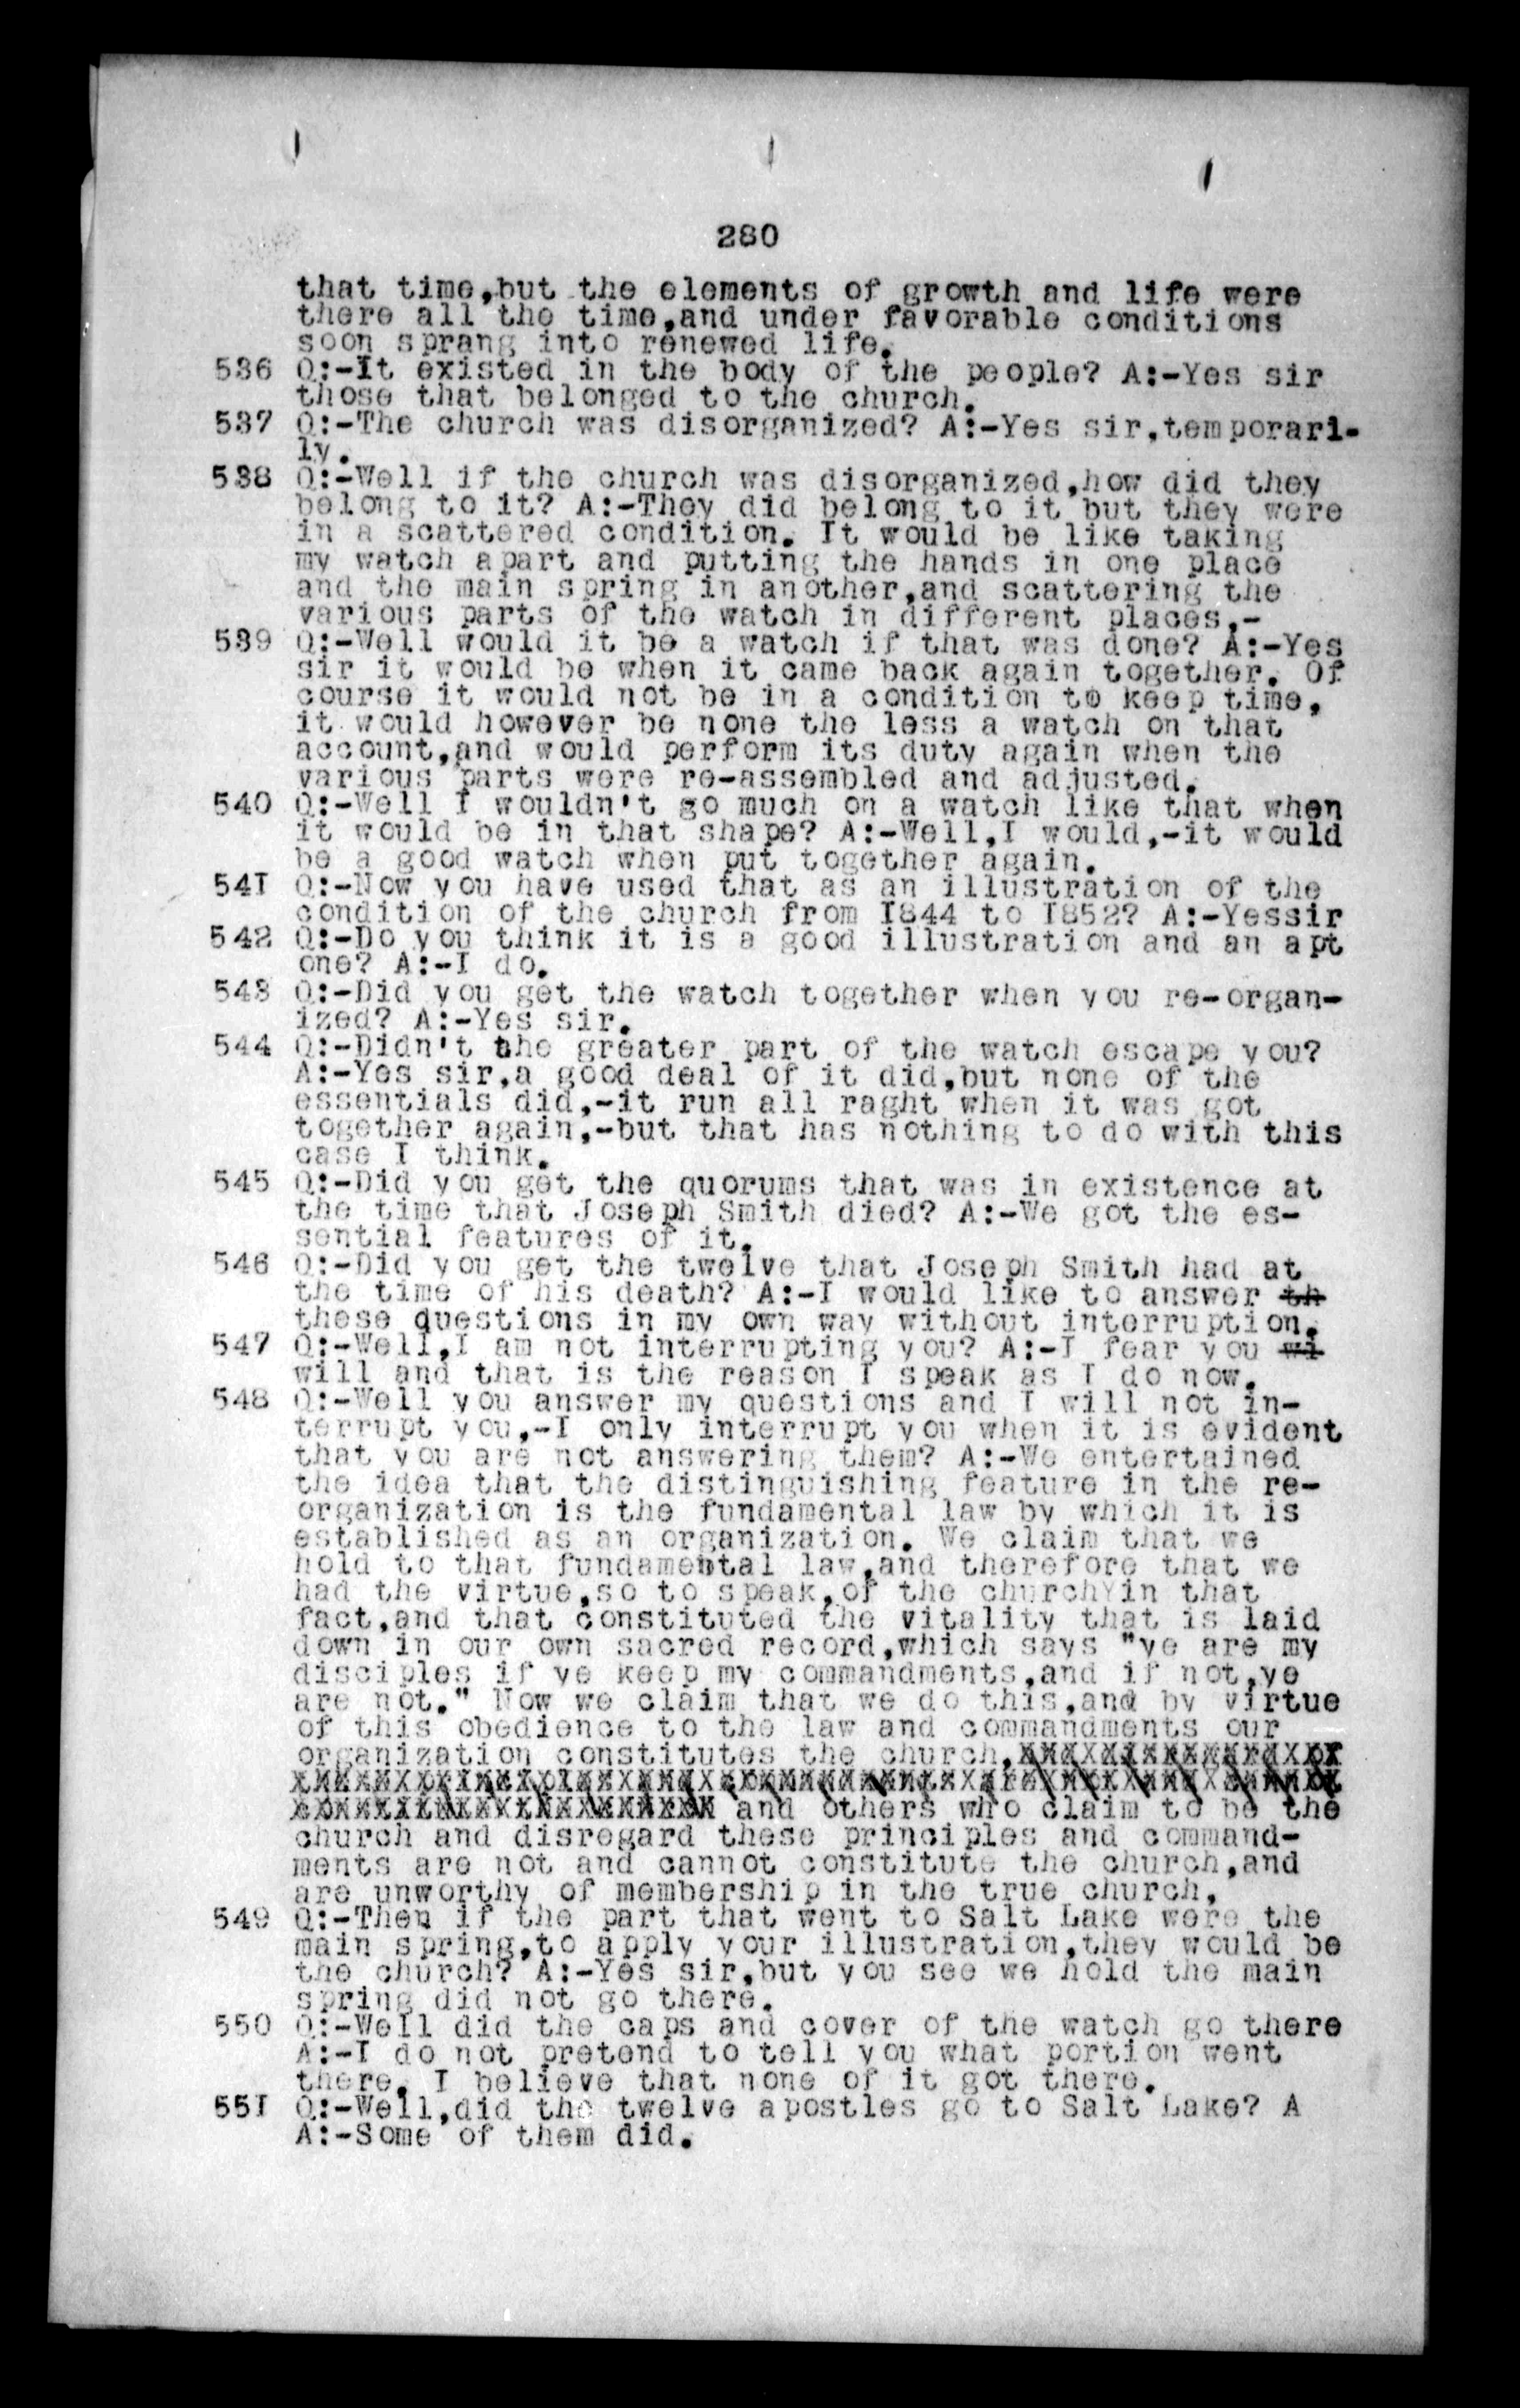 280
that time,but the elements of growth and life were
there all the time,and under favorable conditions
soon sprang into renewed life.
536 Q:-It existed in the body of the people? A:-Yes sir
those that belonged to the church.
537 Q:-The church was disorganized? A:-Yes sir,temporari-
ly.
538 Q:-Well if the church was disorganized,how did they
belong to it? A:-They did belong to it but they were
in a scattered condition. It would be like taking
my watch apart and putting the hands in one place
and the main spring in another,and scattering the
various parts of the watch in different places,-
539 Q:-Well would it be a watch if that was done? A:-Yes
sir it would be when it came back again together. Of
course it would not be in a condition to keep time,
it would however be none the less a watch on that
account,and would perform its duty again when the
various parts were re-assembled and adjusted.
540 Q:-Well I wouldn't go much on a watch like that when
it would be in that shape? A:-Well,I would,-it would
be a good watch when put together again.
541 Q:-Now you have used that as an illustration of the
condition of the church from I844 to I852? A:-Yessir
542 Q:-Do you think it is a good illustration and an apt
one? A:-I do.
543 Q:-Did you get the watch together when you re-organ-
ized? A:-Yes sir.
544 Q:-Didn't the greater part of the watch escape you?
A:-Yes sir,a good deal of it did,but none of the
essentials did,-it run all raght when it was got
together again,-but that has nothing to do with this
case I think.
545 Q:-Did you get the quorums that was in existence at
the time that Joseph Smith died? A:-We got the es-
sential features of it.
546 Q:-Did you get the twelve that Joseph Smith had at
the time of his death? A:-I would like to answer th
these questions in my own way without interruption.
547 Q:-Well,I am not interrupting you? A:-I fear you wi
will and that is the reason I speak as I do now.
548 Q:-Well you answer my questions and I will not in-
terrupt you,-I only interrupt you when it is evident
that you are not answering them? A:-We entertained
the idea that the distinguishing feature in the re-
organization is the fundamental law by which it is
established as an organization. We claim that we
hold to that fundamental law,and therefore that we
had the virtue,so to speak,of the church in that
fact,and that constituted the vitality that is laid
down in our own sacred record,which says "ye are my
disciples if ye keep my commandments,and if not,ye
are not." Now we claim that we do this,and by virtue
of this obedience to the law and commandments our
organization constitutes the church,
and others who claim to be the
church and disregard these principles and command-
ments are not and cannot constitute the church,and
are unworthy of membership in the true church.
549 Q:-Then if the part that went to Salt Lake were the
main spring,to apply your illustration,they would be
the church? A:-Yes sir,but you see we hold the main
spring did not go there.
550 Q:-Well did the caps and cover of the watch go there
A:-I do not pretend to tell you what portion went
there. I believe that none of it got there.
55I Q:-Well,did the twelve apostles go to Salt Lake? A
A:-Some of them did.